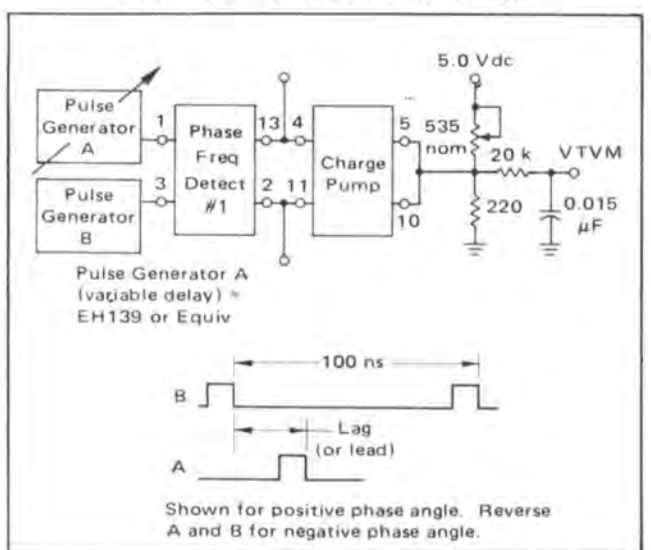 5.0 Vdc
Pulse
Generator
A
1
Phase
Freq
Detect
#1
13
4
Charge
Pump
5
535
nom
20 k
VTVM
Pulse
Generator
B
3
2
11
10
220
0.015
µF
Pulse Generator A
(variable delay) ≈
EH139 or Equiv
100 ns
B
Lag
(or lead)
A
Shown for positive phase angle. Reverse
A and B for negative phase angle.